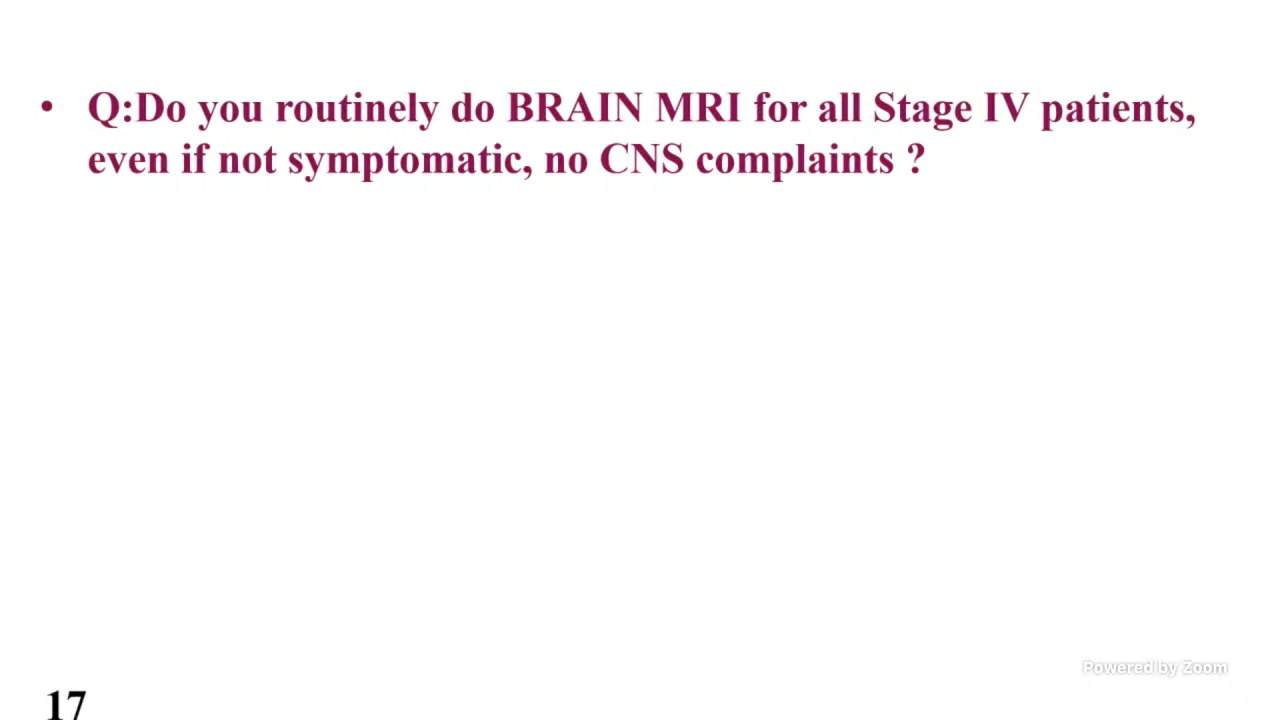 • Q:Do you routinely do BRAIN MRI for all Stage IV patients,
even if not symptomatic, no CNS complaints ?
Powered by Zoom
17